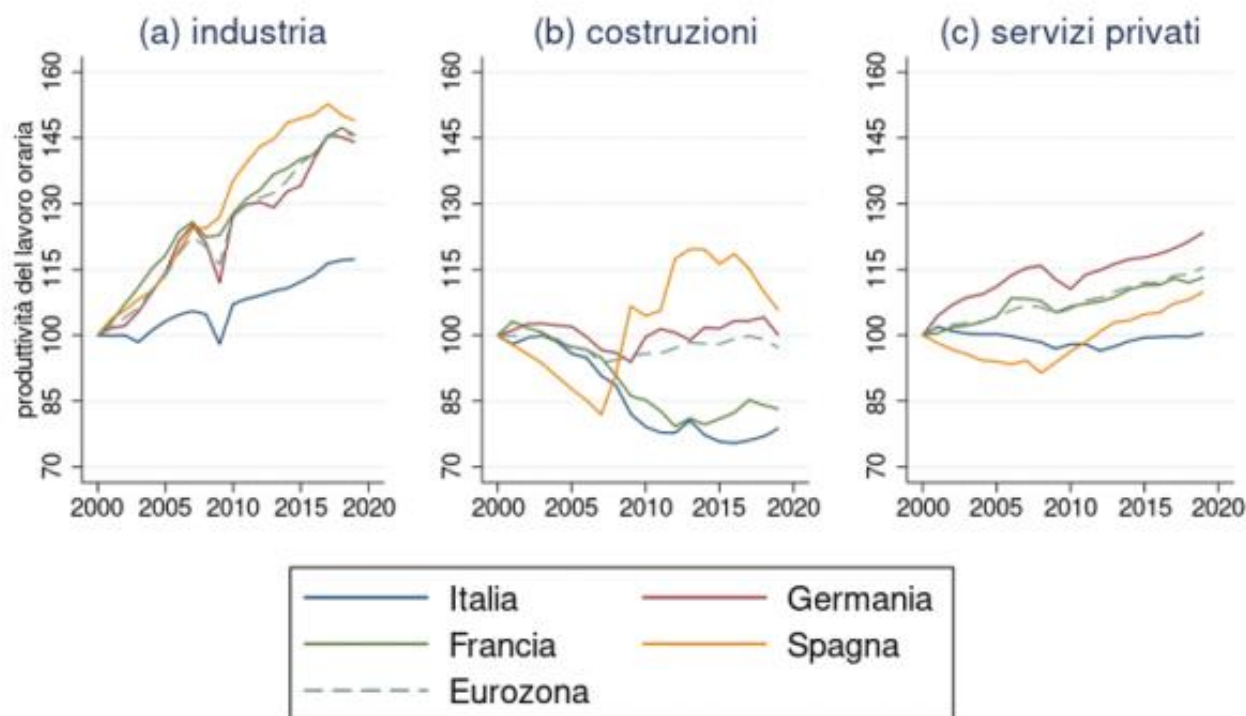 (a) industria (b) costruzioni (c) servizi privati
produttività del lavoro oraria
160
145
130
115
100
85
70
2000 2005 2010 2015 2020
160
145
130
115
100
85
70
2000 2005 2010 2015 2020
160
145
130
115
100
85
70
2000 2005 2010 2015 2020
Italia Germania
Francia Spagna
Eurozona